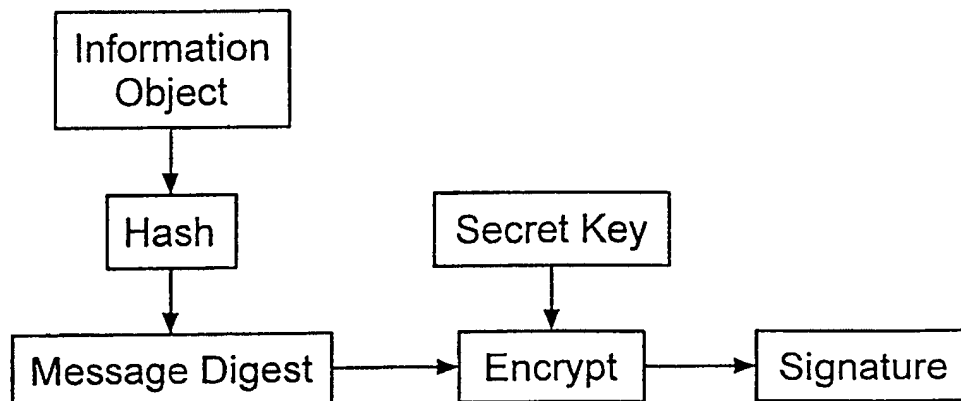 Information
Object
Hash
Secret Key
Message Digest
Encrypt
Signature